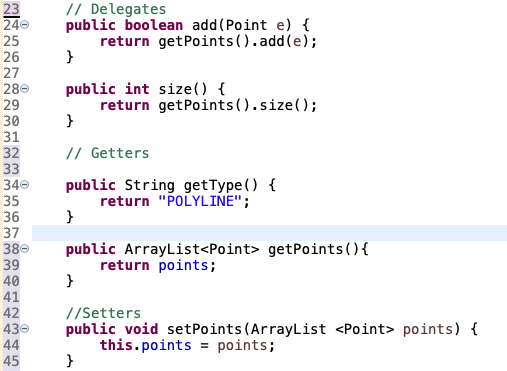 23 // Delegates
24 public boolean add(Point e) {
25 return getPoints().add(e);
26 }
27
28 public int size() {
29 return getPoints().size();
30 }
31
32 // Getters
33
34 public String getType() {
35 return "POLYLINE";
36 }
37
38 public ArrayList<Point> getPoints(){
39 return points;
40 }
41
42 //Setters
43 public void setPoints(ArrayList <Point> points) {
44 this.points = points;
45 }